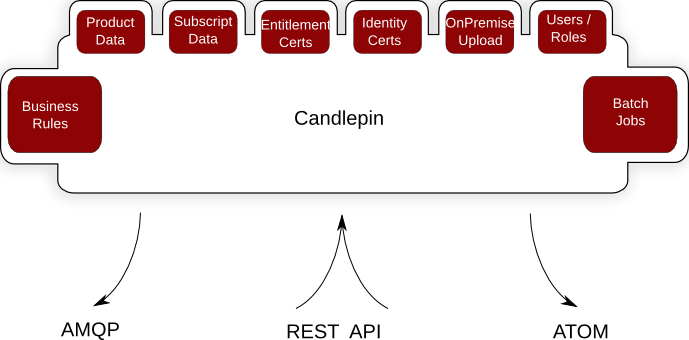 Product
Data
Subscript
Data
Entitlement
Certs
Identity
Certs
OnPremise
Upload
Users /
Roles
Business
Rules
Candlepin
Batch
Jobs
AMQP
REST API
ATOM